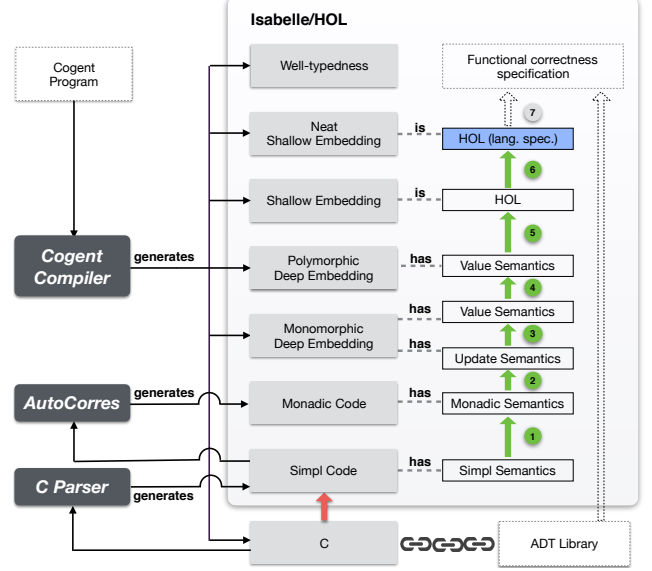 Isabelle/HOL
Cogent
Program
Well-typedness
Functional correctness
specification
7
Neat
Shallow Embedding
is
HOL (lang. spec.)
6
Shallow Embedding
is
HOL
5
Cogent
Compiler
generates
Polymorphic
Deep Embedding
has
Value Semantics
4
Monomorphic
Deep Embedding
has
Value Semantics
3
has
Update Semantics
2
AutoCorres
generates
Monadic Code
has
Monadic Semantics
1
C Parser
generates
Simpl Code
has
Simpl Semantics
C
ADT Library